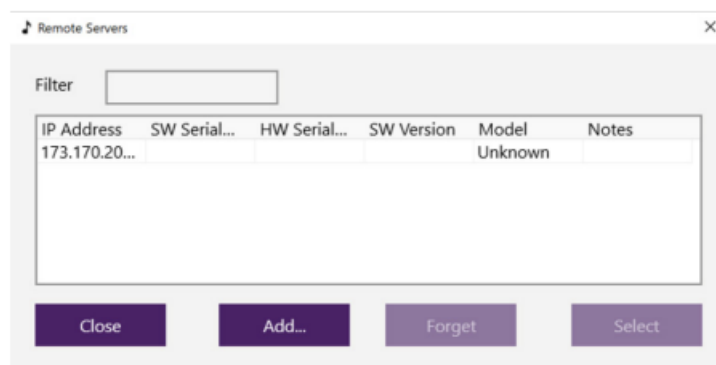 Remote Servers
Filter
IP Address SW Serial... HW Serial... SW Version Model Notes
173.170.20... Unknown
Close Add... Forget Select